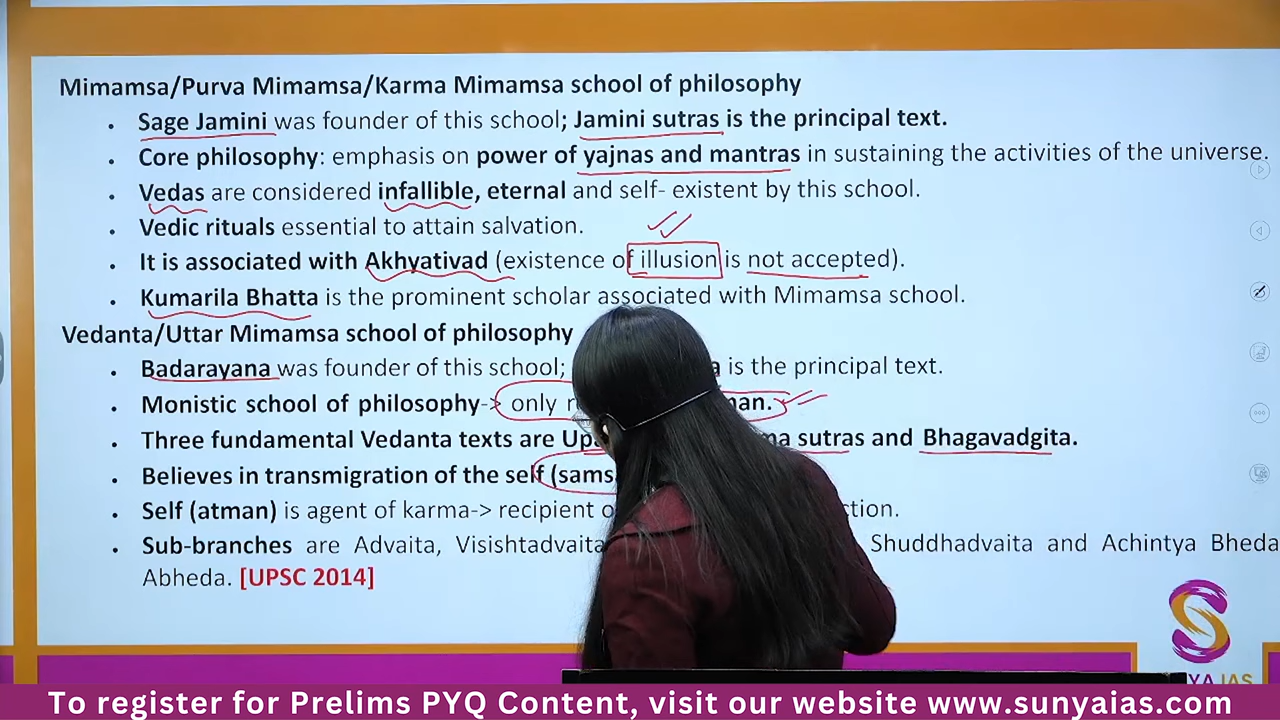 Mimamsa/Purva Mimamsa/Karma Mimamsa school of philosophy
• Sage Jamini was founder of this school; Jamini sutras is the principal text.
• Core philosophy: emphasis on power of yajnas and mantras in sustaining the activities of the universe.
• Vedas are considered infallible, eternal and self- existent by this school.
• Vedic rituals essential to attain salvation.
• It is associated with Akhyativad (existence of illusion is not accepted).
• Kumarila Bhatta is the prominent scholar associated with Mimamsa school.
Vedanta/Uttar Mimamsa school of philosophy
• Badarayana was founder of this school; is the principal text.
• Monistic school of philosophy-> only
• Three fundamental Vedanta texts are sutras and Bhagavadgita.
• Believes in transmigration of the self
• Self (atman) is agent of karma-> recipient
• Sub-branches are Advaita, Visishtadvaita Shuddhadvaita and Achintya Bheda
Abheda. [UPSC 2014]
IAS
To register for Prelims PYQ Content, visit our website www.sunyaias.com